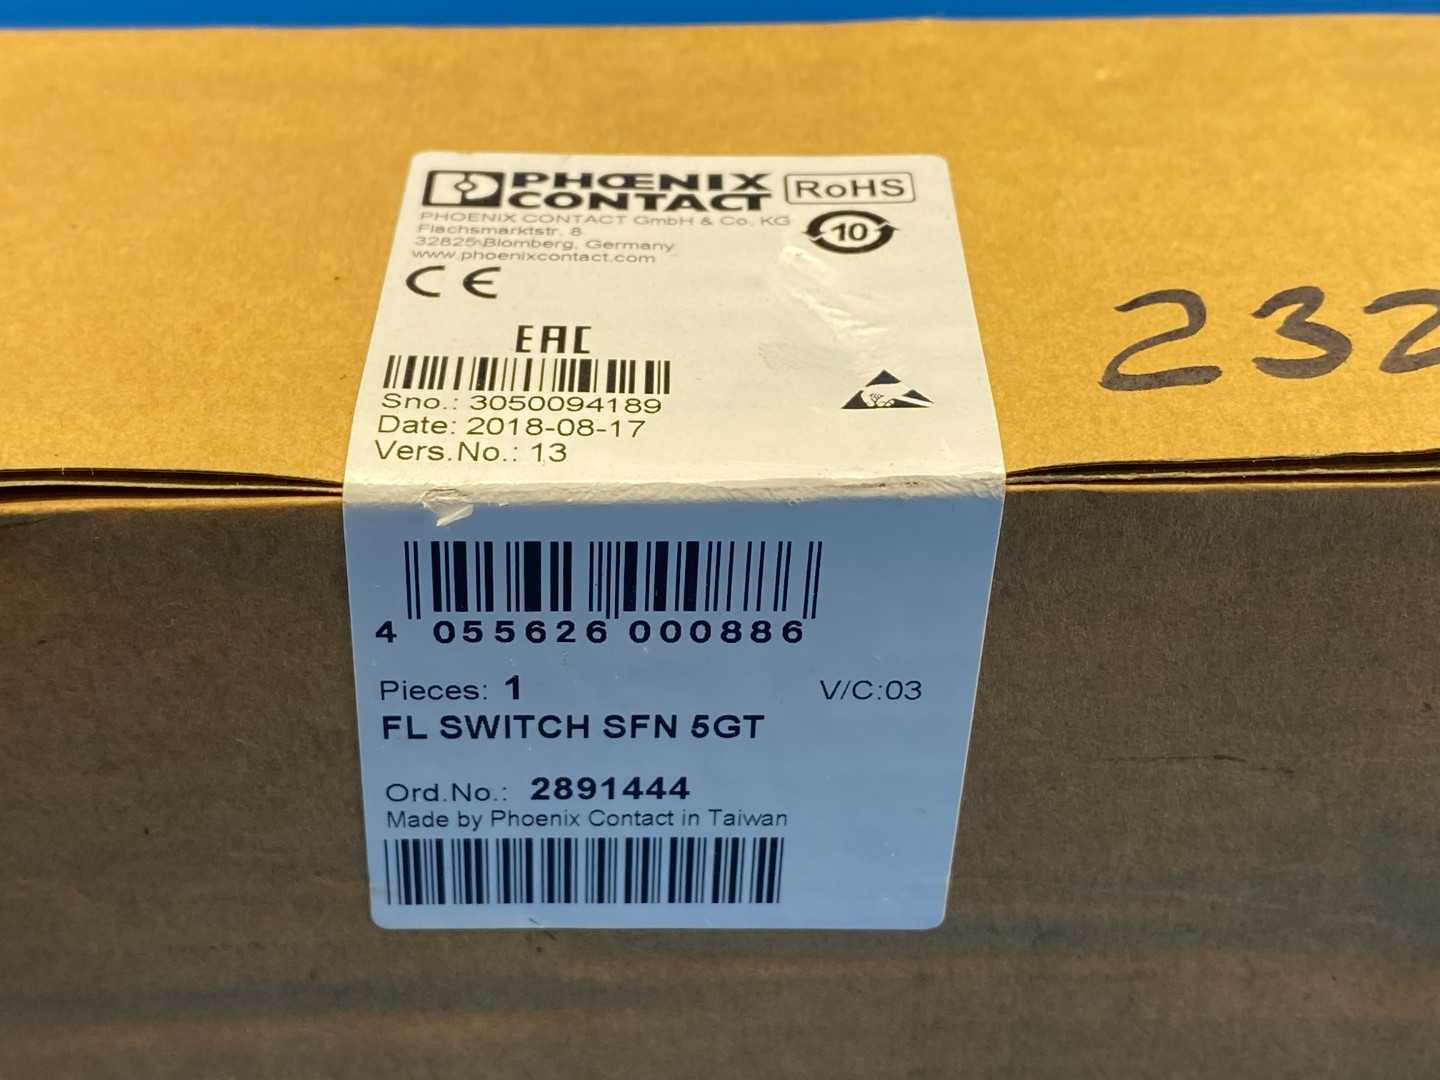 PHŒNIX
CONTACT
RoHS
PHOENIX CONTACT GmbH & Co. KG
Flachsmarktstr. 8
32825 Blomberg, Germany
www.phoenixcontact.com
10
CE
EAC
Sno.: 3050094189
Date: 2018-08-17
Vers.No.: 13
232
4 055626 000886
Pieces: 1 V/C:03
FL SWITCH SFN 5GT
Ord.No.: 2891444
Made by Phoenix Contact in Taiwan